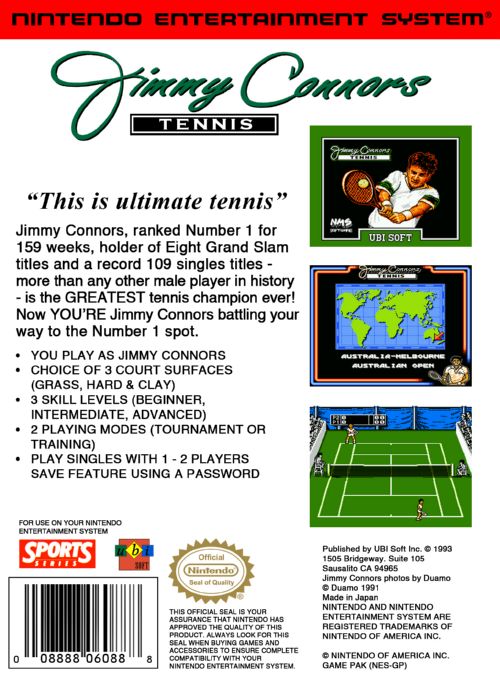 NINTENDO ENTERTAINMENT SYSTEM®
Jimmy Connors
TENNIS
“This is ultimate tennis”
Jimmy Connors, ranked Number 1 for
159 weeks, holder of Eight Grand Slam
titles and a record 109 singles titles -
more than any other male player in history
- is the GREATEST tennis champion ever!
Now YOU'RE Jimmy Connors battling your
way to the Number 1 spot.
• YOU PLAY AS JIMMY CONNORS
• CHOICE OF 3 COURT SURFACES
(GRASS, HARD & CLAY)
• 3 SKILL LEVELS (BEGINNER,
INTERMEDIATE, ADVANCED)
• 2 PLAYING MODES (TOURNAMENT OR
TRAINING)
• PLAY SINGLES WITH 1 - 2 PLAYERS
SAVE FEATURE USING A PASSWORD
Jimmy Connors
TENNIS
NMS
SOFTWARE
UBI SOFT
Jimmy Connors
TENNIS
AUSTRALIA-MELBOURNE
AUSTRALIAN OPEN
FOR USE ON YOUR NINTENDO
ENTERTAINMENT SYSTEM
SPORTS
SERIES
ubi
SOFT
Official
Nintendo
Seal of Quality
THIS OFFICIAL SEAL IS YOUR
ASSURANCE THAT NINTENDO HAS
APPROVED THE QUALITY OF THIS
PRODUCT. ALWAYS LOOK FOR THIS
SEAL WHEN BUYING GAMES AND
ACCESSORIES TO ENSURE COMPLETE
COMPATIBILITY WITH YOUR
NINTENDO ENTERTAINMENT SYSTEM.
0 08888 06088 8
Published by UBI Soft Inc. © 1993
1505 Bridgeway. Suite 105
Sausalito CA 94965
Jimmy Connors photos by Duamo
© Duamo 1991
Made in Japan
NINTENDO AND NINTENDO
ENTERTAINMENT SYSTEM ARE
REGISTERED TRADEMARKS OF
NINTENDO OF AMERICA INC.
© NINTENDO OF AMERICA INC.
GAME PAK (NES-GP)